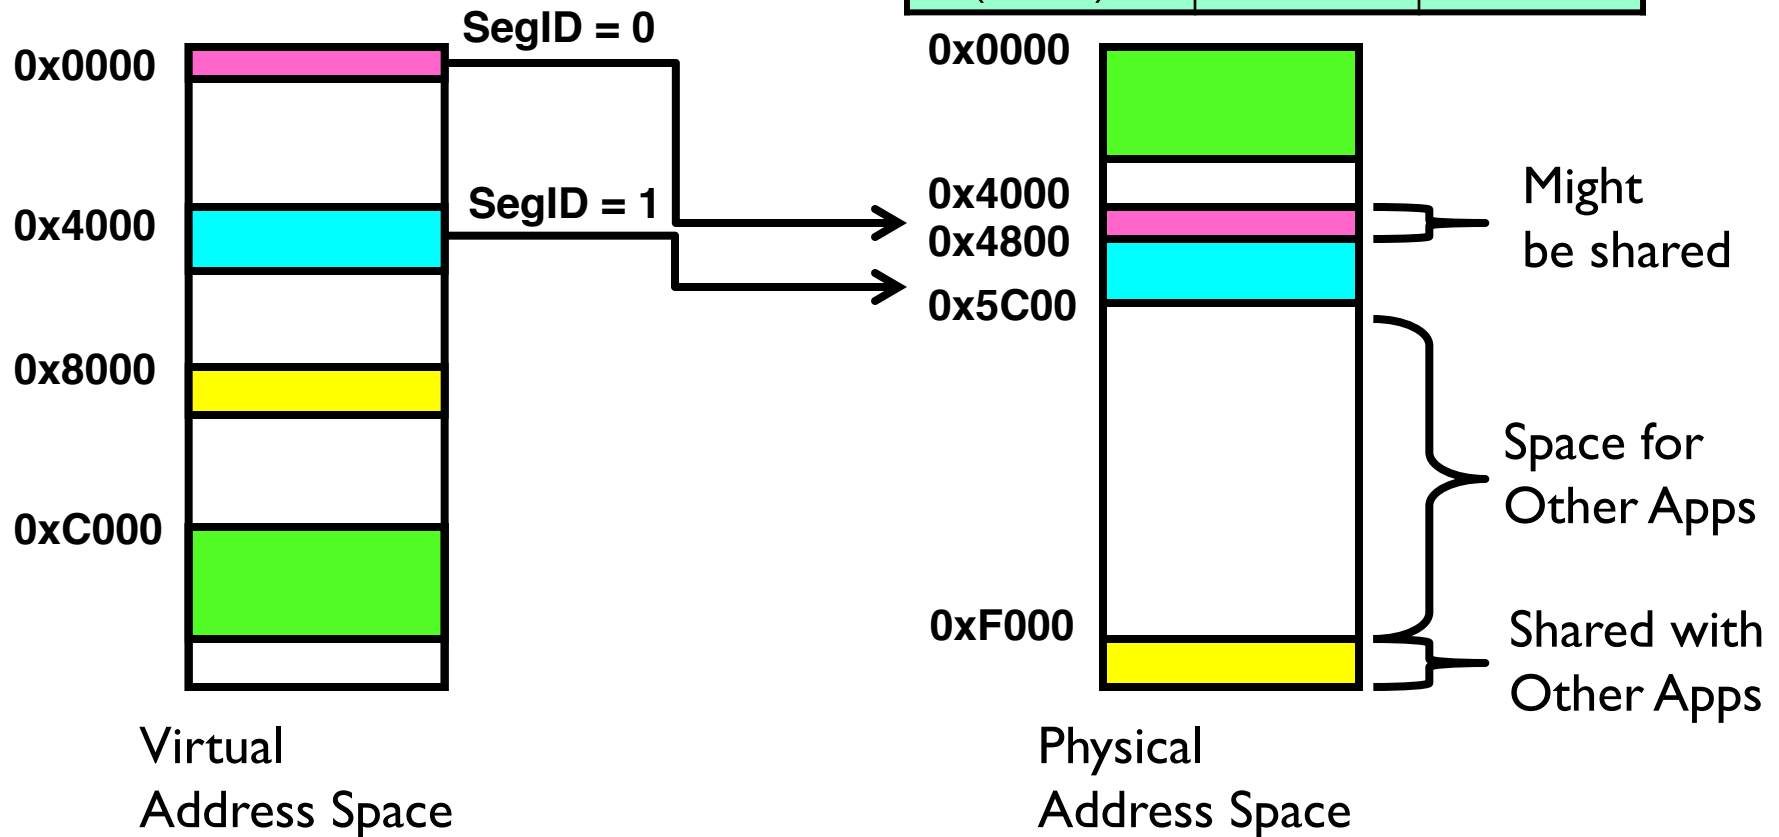 SegID = 0
0x0000
SegID = 1
0x4000
0x8000
0xC000
Virtual
Address Space
0x0000
0x4000
0x4800
0x5C00
0xF000
Might
be shared
Space for
Other Apps
Shared with
Other Apps
Physical
Address Space